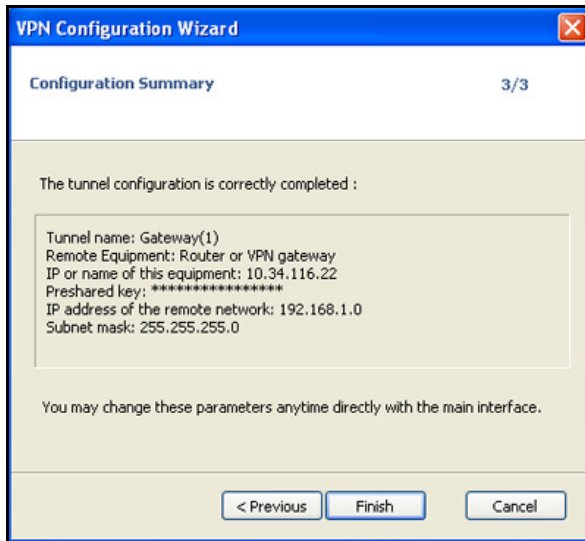 VPN Configuration Wizard
Configuration Summary 3/3
The tunnel configuration is correctly completed :
Tunnel name: Gateway(1)
Remote Equipment: Router or VPN gateway
IP or name of this equipment: 10.34.116.22
Preshared key: ****************
IP address of the remote network: 192.168.1.0
Subnet mask: 255.255.255.0
You may change these parameters anytime directly with the main interface.
< Previous Finish Cancel